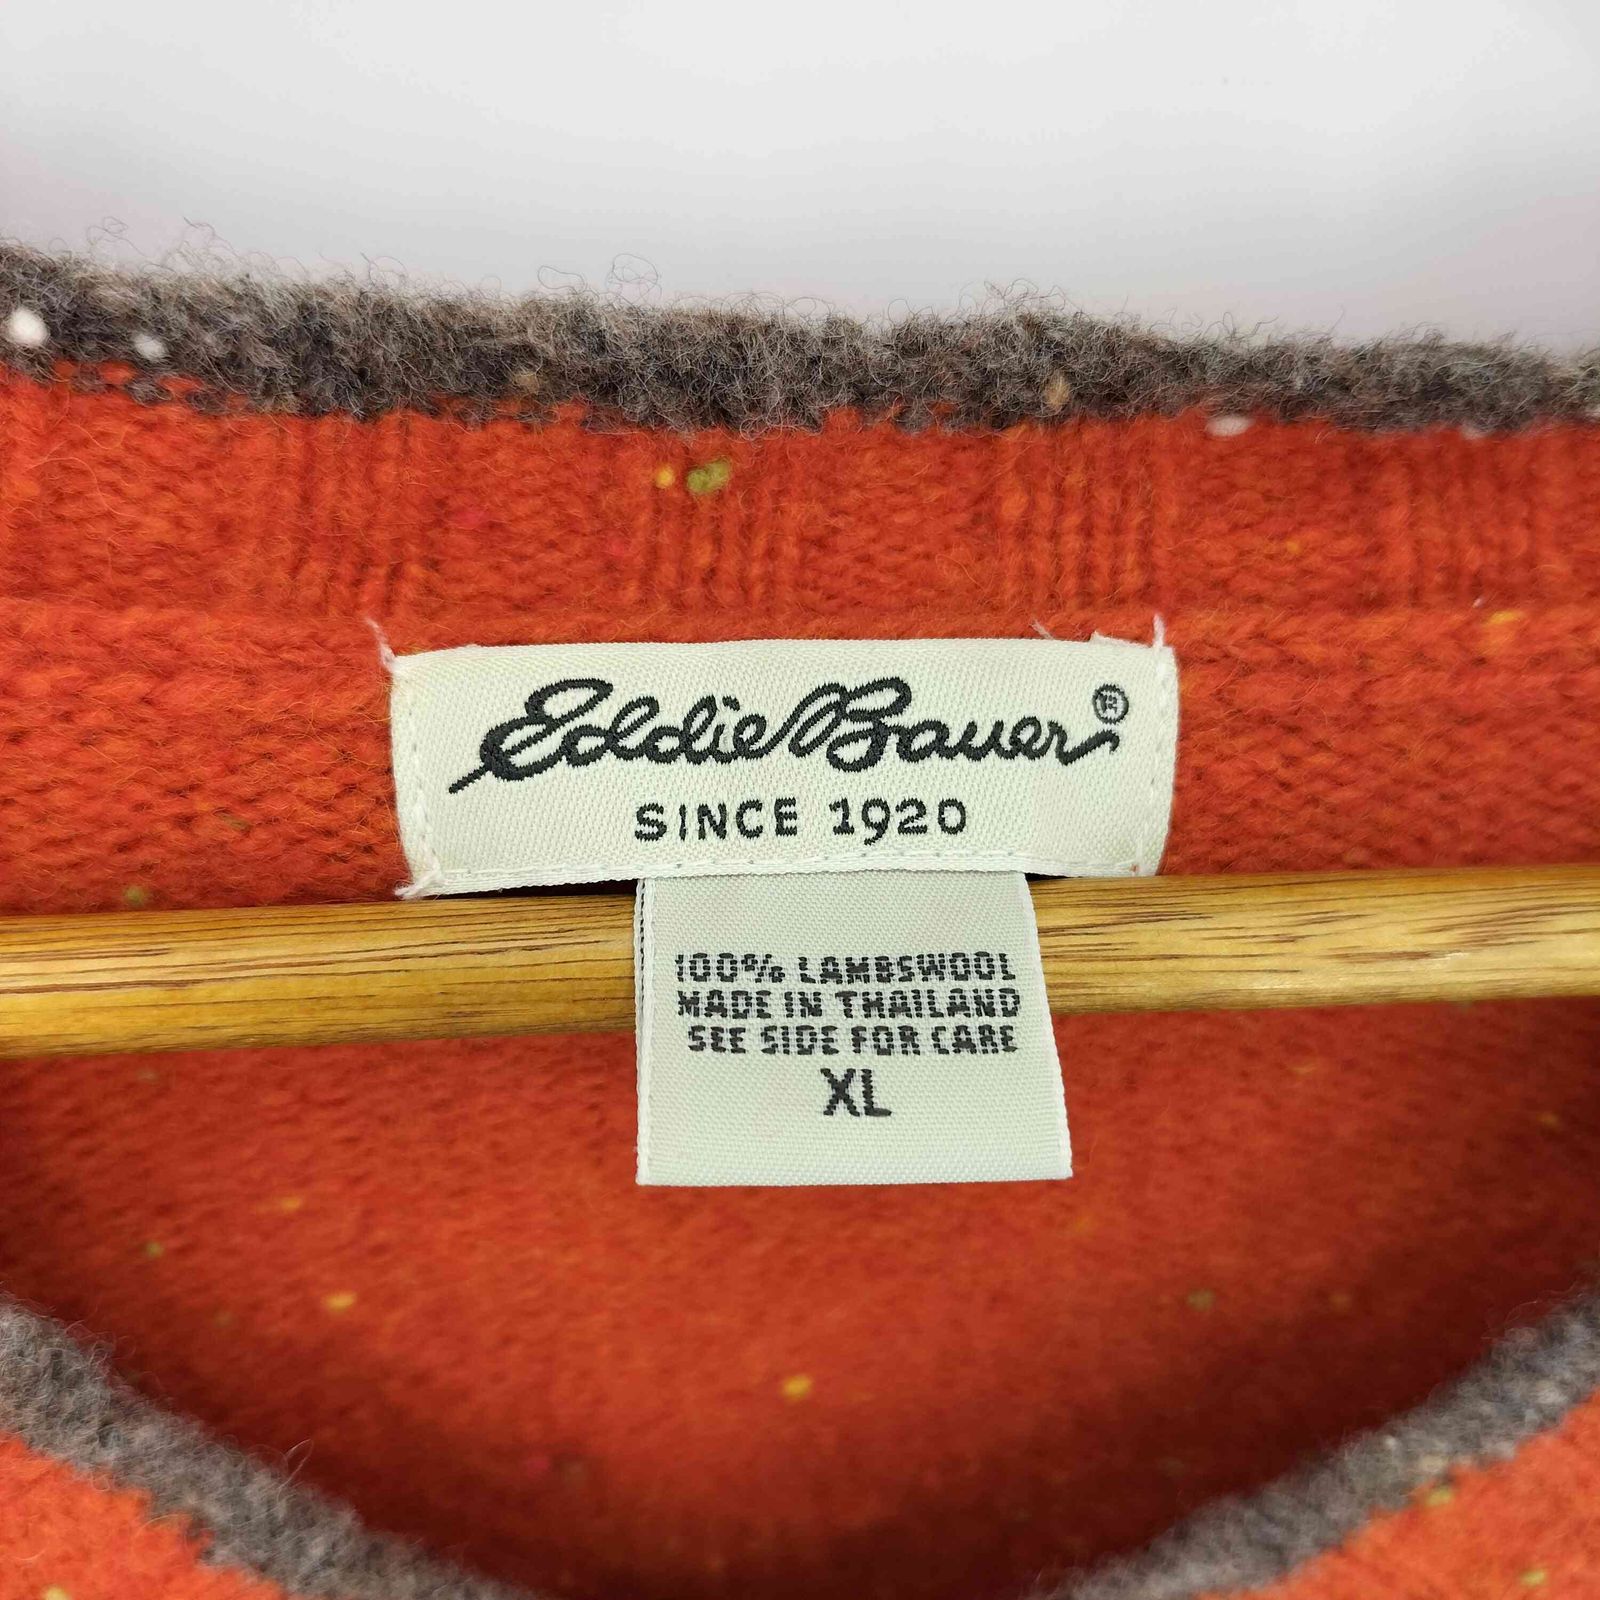 Eddie Bauer®
SINCE 1920
100% LAMBSWOOL
MADE IN THAILAND
SEE SIDE FOR CARE
XL